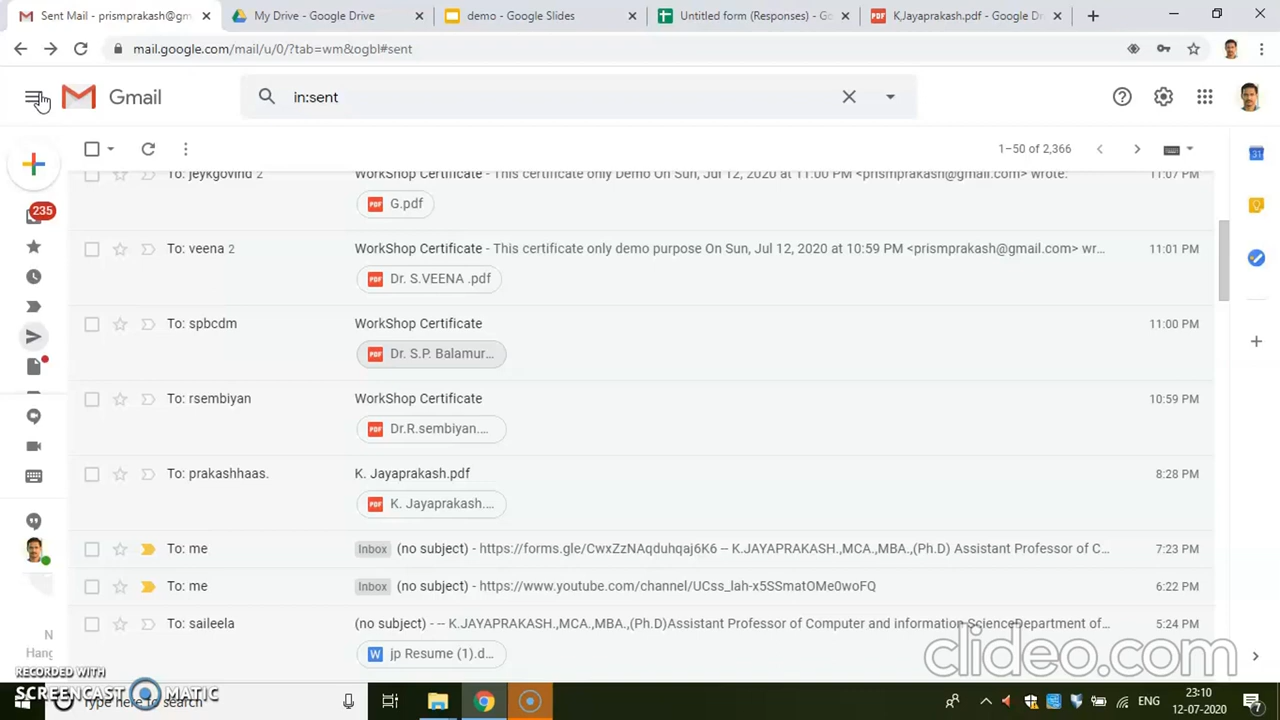 Sent Mail - prismprakash@gm
My Drive - Google Drive
demo - Google Slides
Untitled form (Responses) - Go
K,Jayaprakash.pdf - Google D
mail.google.com/mail/u/0/?tab=wm&ogbl#sent
Gmail
in:sent
1–50 of 2,366
235
31
To: jeykgovind 2 WorkShop Certificate - This certificate only Demo On Sun, Jul 12, 2020 at 11:00 PM <prismprakash@gmail.com> wrote: 11:07 PM
PDF G.pdf
To: veena 2 WorkShop Certificate - This certificate only demo purpose On Sun, Jul 12, 2020 at 10:59 PM <prismprakash@gmail.com> wr… 11:01 PM
PDF Dr. S.VEENA .pdf
To: spbcdm WorkShop Certificate 11:00 PM
PDF Dr. S.P. Balamur...
To: rsembiyan WorkShop Certificate 10:59 PM
PDF Dr.R.sembiyan....
To: prakashhaas. K. Jayaprakash.pdf 8:28 PM
PDF K. Jayaprakash....
To: me Inbox (no subject) - https://forms.gle/CwxZzNAqduhqaj6K6 -- K.JAYAPRAKASH.,MCA.,MBA.,(Ph.D) Assistant Professor of C… 7:23 PM
To: me Inbox (no subject) - https://www.youtube.com/channel/UCss_lah-x5SSmatOMe0woFQ 6:22 PM
To: saileela (no subject) - -- K.JAYAPRAKASH.,MCA.,MBA.,(Ph.D)Assistant Professor of Computer and information ScienceDepartment of… 5:24 PM
W jp Resume (1).d...
N
Hang
clideo.com
RECORDED WITH
SCREENCAST MATIC
Type here to search
ENG
23:10
12-07-2020
7